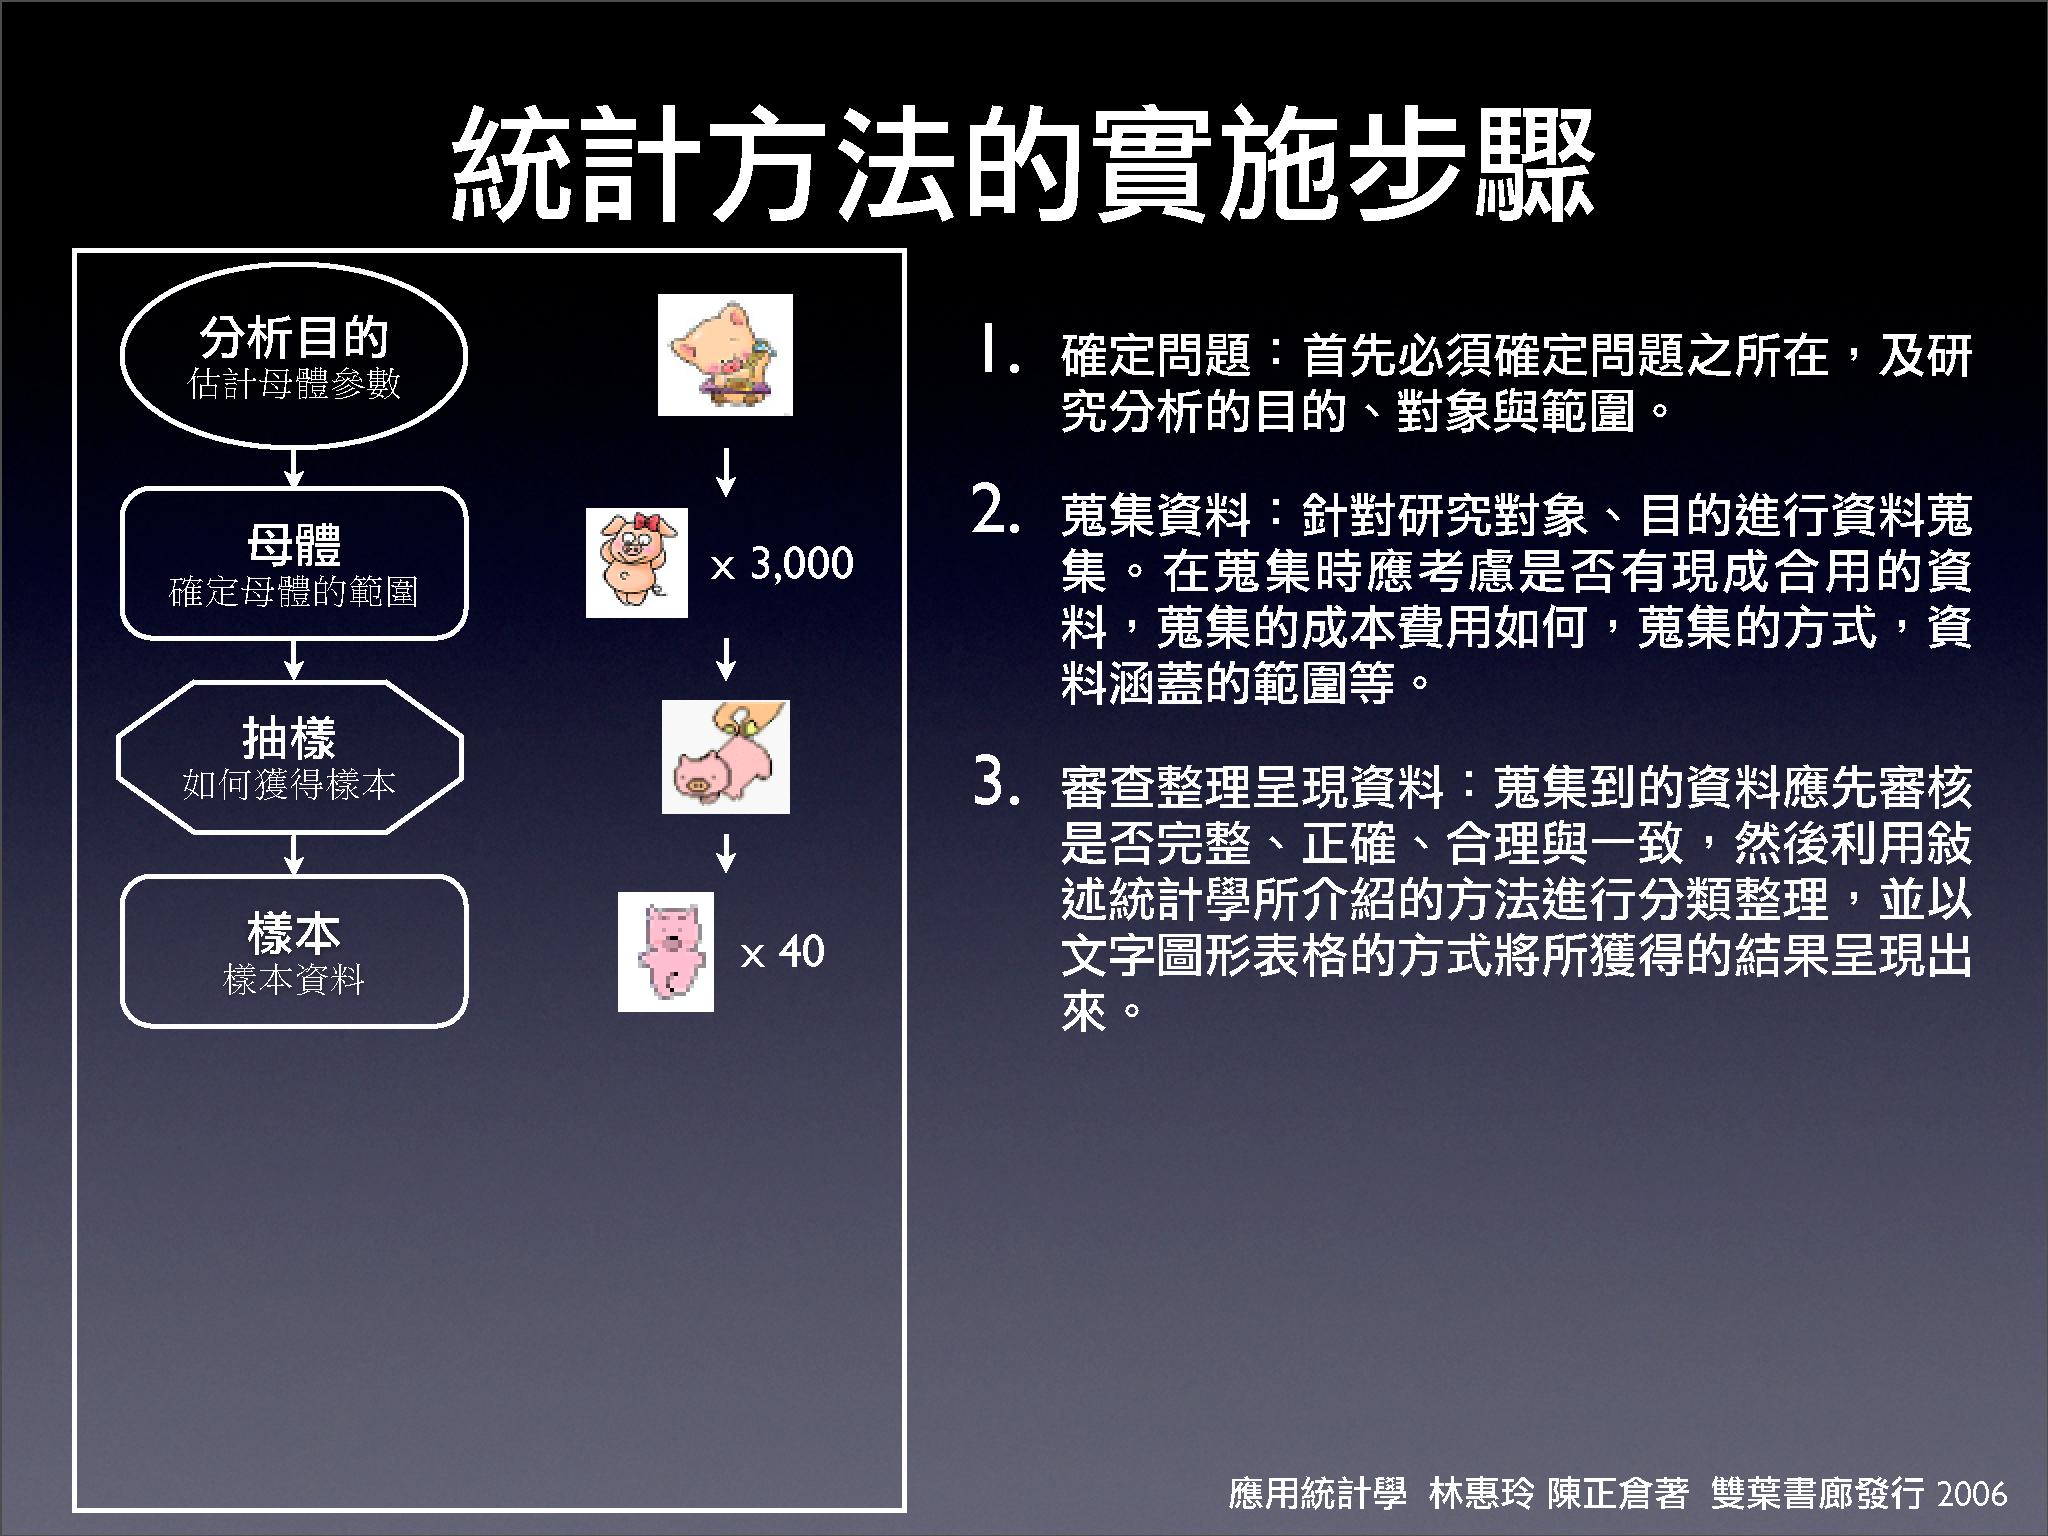 統計方法的實施步驟
分析目的
估計母體參數
母體
確定母體的範圍
x 3,000
抽樣
如何獲得樣本
樣本
樣本資料
x 40
1. 確定問題：首先必須確定問題之所在，及研
究分析的目的、對象與範圍。
2. 蒐集資料：針對研究對象、目的進行資料蒐
集。在蒐集時應考慮是否有現成合用的資
料，蒐集的成本費用如何，蒐集的方式，資
料涵蓋的範圍等。
3. 審查整理呈現資料：蒐集到的資料應先審核
是否完整、正確、合理與一致，然後利用敍
述統計學所介紹的方法進行分類整理，並以
文字圖形表格的方式將所獲得的結果呈現出
來。
應用統計學 林惠玲 陳正倉著 雙葉書廊發行 2006